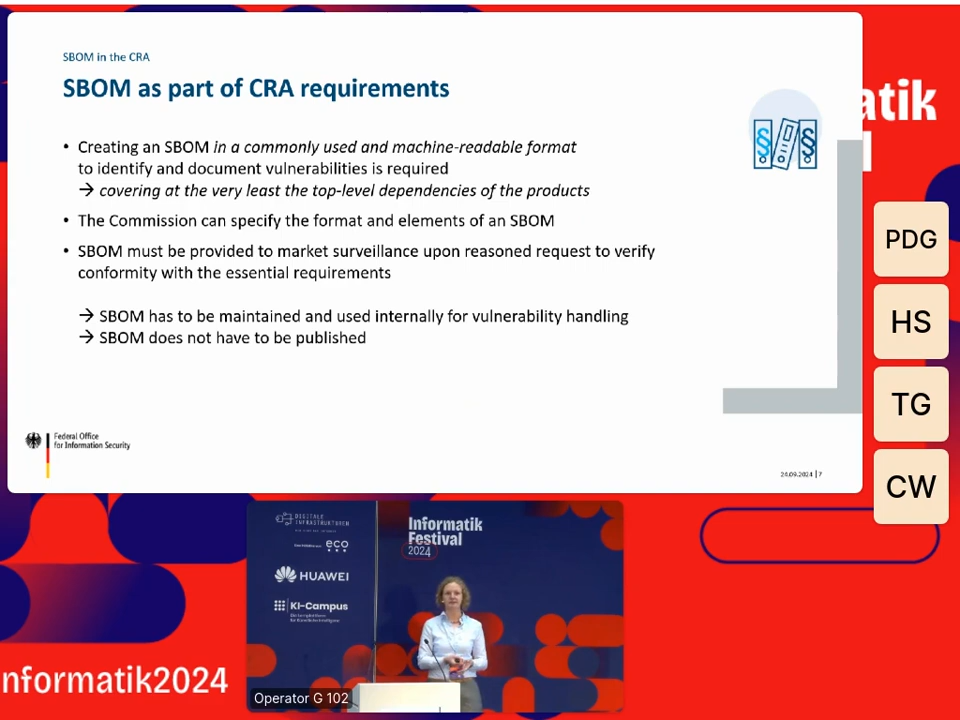 SBOM in the CRA
SBOM as part of CRA requirements
• Creating an SBOM in a commonly used and machine-readable format
to identify and document vulnerabilities is required
→ covering at the very least the top-level dependencies of the products
• The Commission can specify the format and elements of an SBOM
• SBOM must be provided to market surveillance upon reasoned request to verify
conformity with the essential requirements
→ SBOM has to be maintained and used internally for vulnerability handling
→ SBOM does not have to be published
§
§
Federal Office
for Information Security
24.09.2024 | 7
atik
PDG
HS
TG
CW
DIGITALE
INFRASTRUKTUREN
eco
HUAWEI
KI-Campus
Informatik
Festival
2024
Operator G 102
nformatik2024